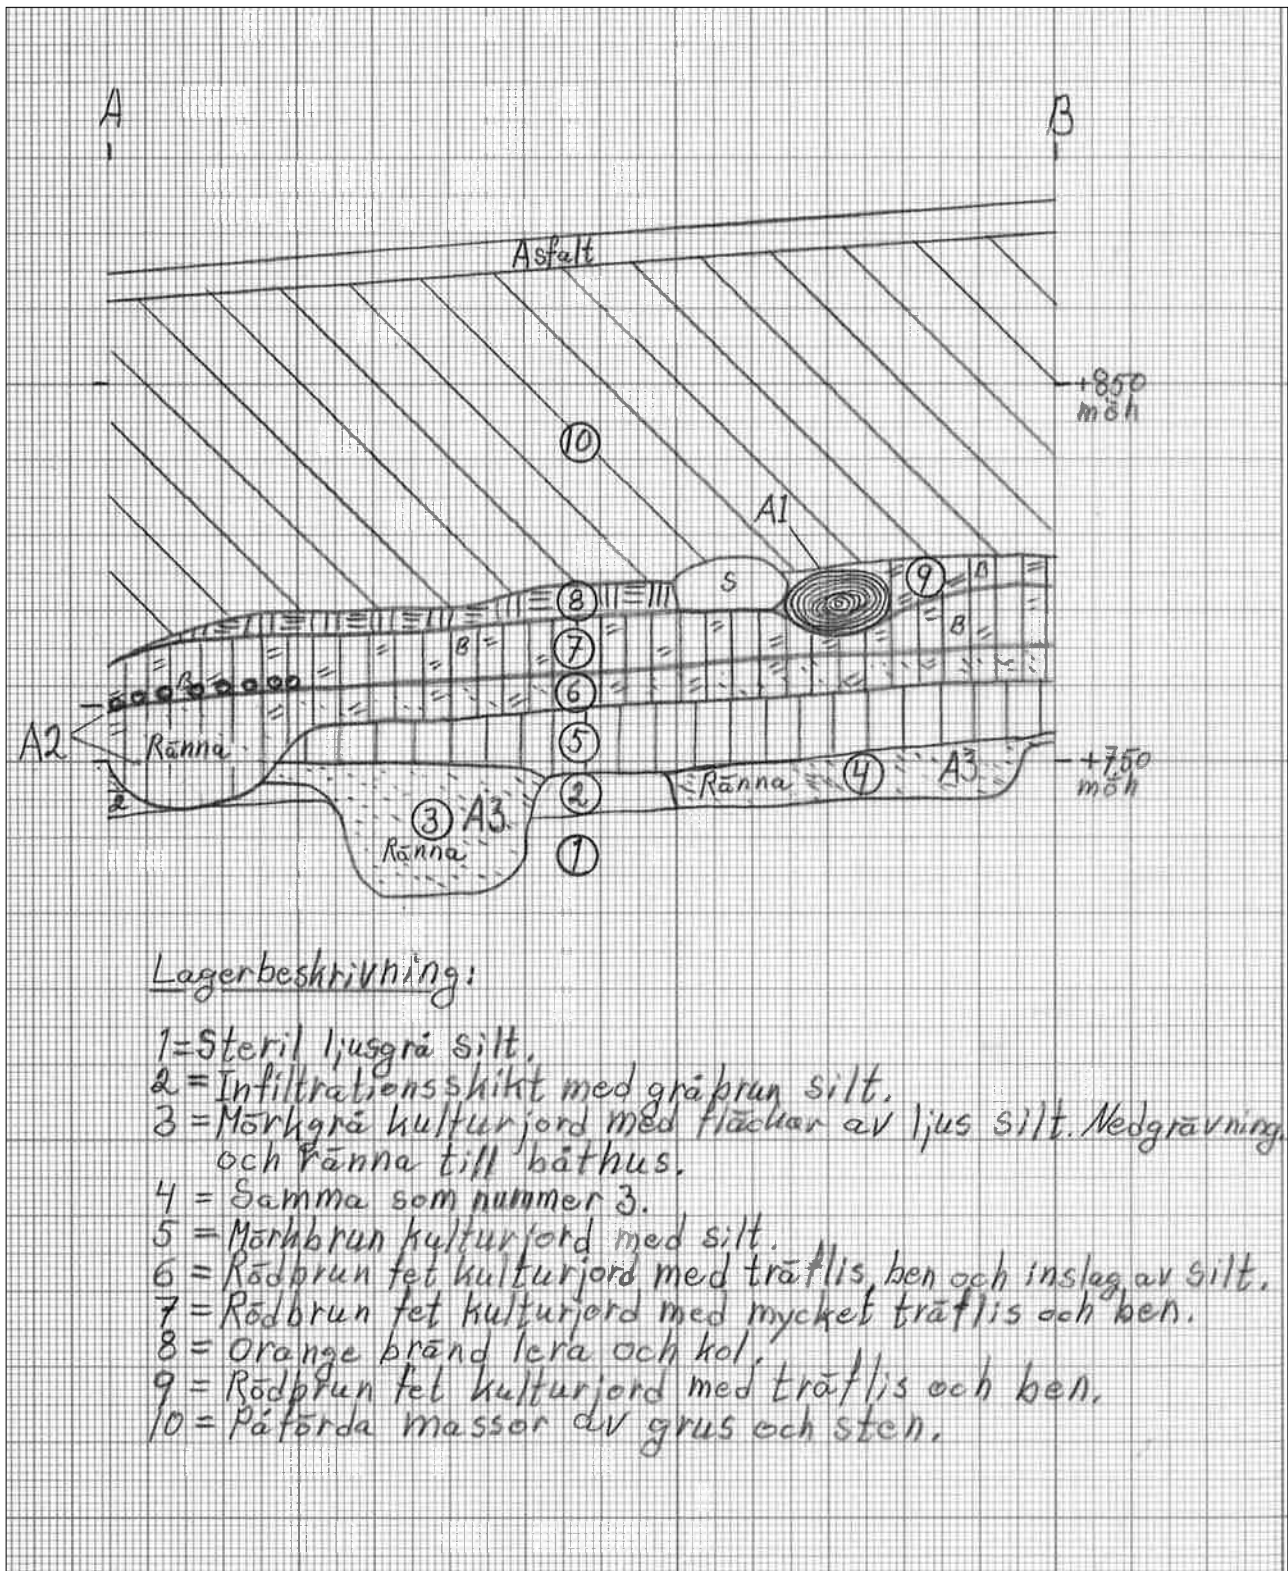 A
B
Asfalt
+850
möh
10
A1
S
9
B
8
B
7
B
B
6
A2
Ränna
5
+750
möh
4
A3
Ränna
2
2
3
A3
Ränna
1
Lagerbeskrivning:
1=Steril ljusgrå silt.
2 = Infiltrationsskikt med gråbrun silt.
3 = Mörkgrå kulturjord med fläckar av ljus silt. Nedgrävning
och ränna till båthus.
4 = Samma som nummer 3.
5 = Mörkbrun kulturjord med silt.
6 = Rödbrun fet kulturjord med träflis, ben och inslag av silt.
7 = Rödbrun fet kulturjord med mycket träflis och ben.
8 = Orange bränd lera och kol.
9 = Rödbrun fet kulturjord med träflis och ben.
10 = Påförda massor av grus och sten.